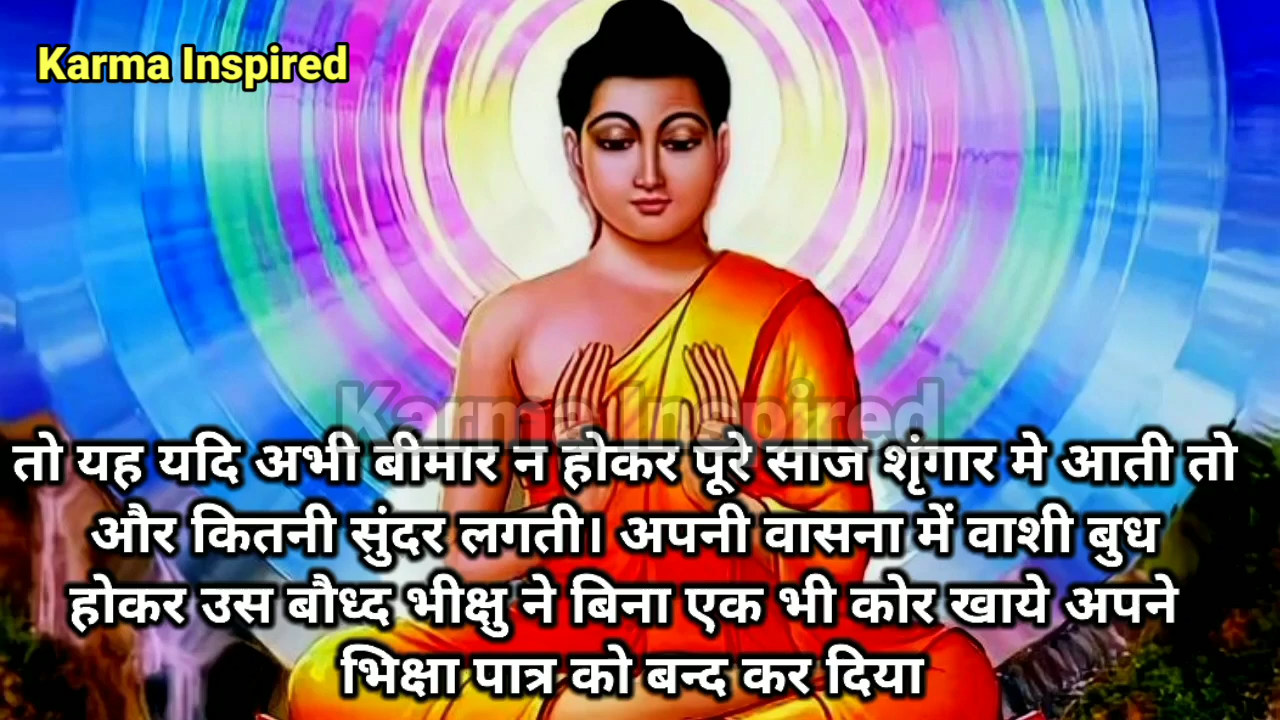 Karma Inspired
Karma Inspired
तो यह यदि अभी बीमार न होकर पूरे साज शृंगार मे आती तो
और कितनी सुंदर लगती। अपनी वासना में वाशी बुध
होकर उस बौध्द भीक्षु ने बिना एक भी कोर खाये अपने
भिक्षा पात्र को बन्द कर दिया